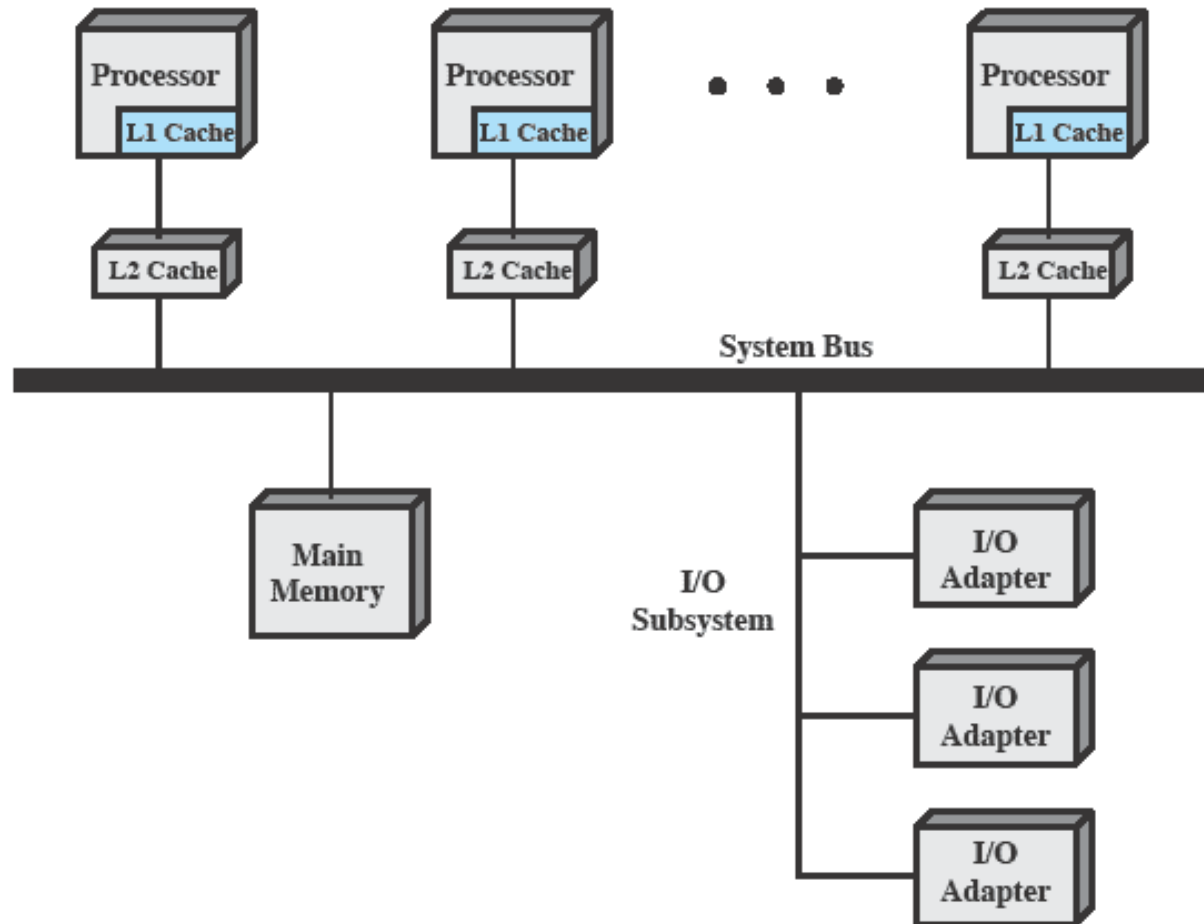 Processor
L1 Cache
Processor
L1 Cache
Processor
L1 Cache
L2 Cache
L2 Cache
L2 Cache
System Bus
Main
Memory
I/O
Subsystem
I/O
Adapter
I/O
Adapter
I/O
Adapter